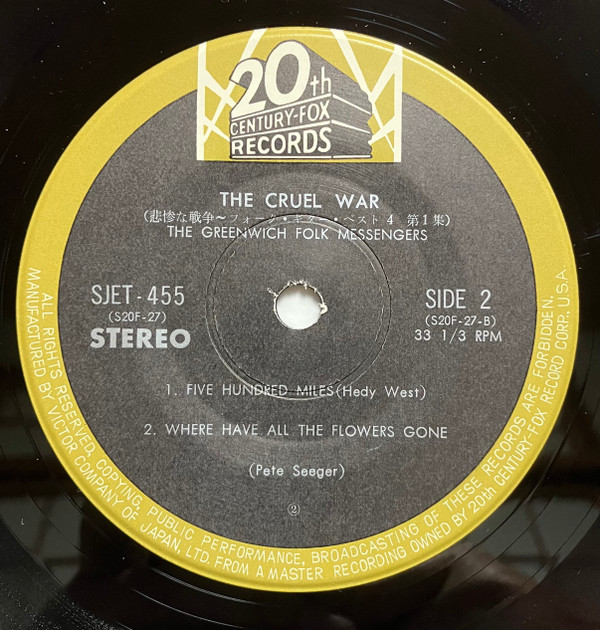 20th
CENTURY-FOX
RECORDS
THE CRUEL WAR
(悲惨な戦争～フォーク・ギター・ベスト4 第1集)
THE GREENWICH FOLK MESSENGERS
SJET-455
(S20F-27)
STEREO
SIDE 2
(S20F-27-B)
33 1/3 RPM
1. FIVE HUNDRED MILES(Hedy West)
2. WHERE HAVE ALL THE FLOWERS GONE
(Pete Seeger)
②
ALL RIGHTS RESERVED, COPYING, PUBLIC PERFORMANCE, BROADCASTING OF THESE RECORDS ARE FORBIDDEN.
MANUFACTURED BY VICTOR COMPANY OF JAPAN, LTD. FROM A MASTER RECORDING OWNED BY 20th CENTURY-FOX RECORD CORP. U.S.A.